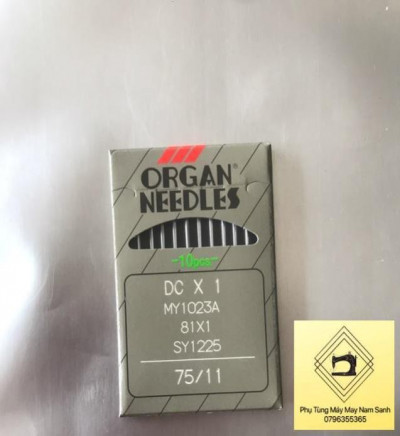 ORGAN®
NEEDLES
-10pcs-
DC X 1
MY1023A
81X1
SY1225
75/11
Phụ Tùng Máy May Nam Sanh
0796355365